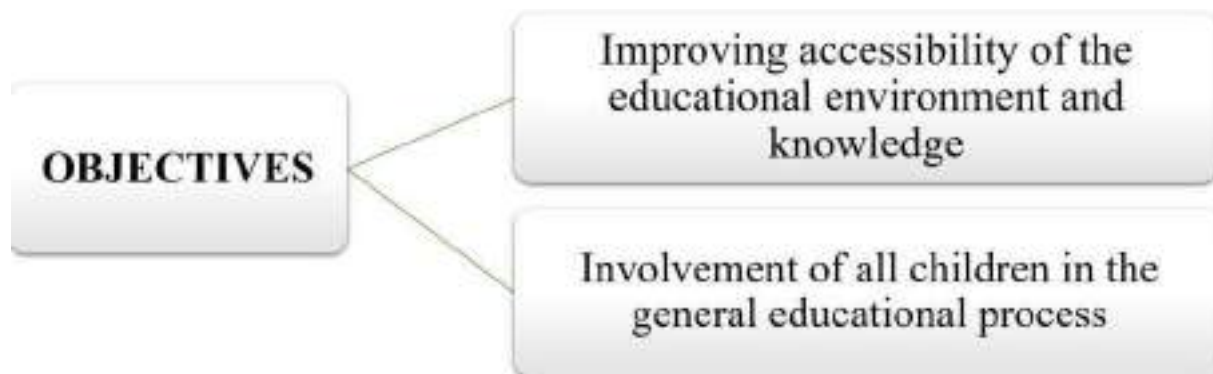 OBJECTIVES
Improving accessibility of the
educational environment and
knowledge
Involvement of all children in the
general educational process